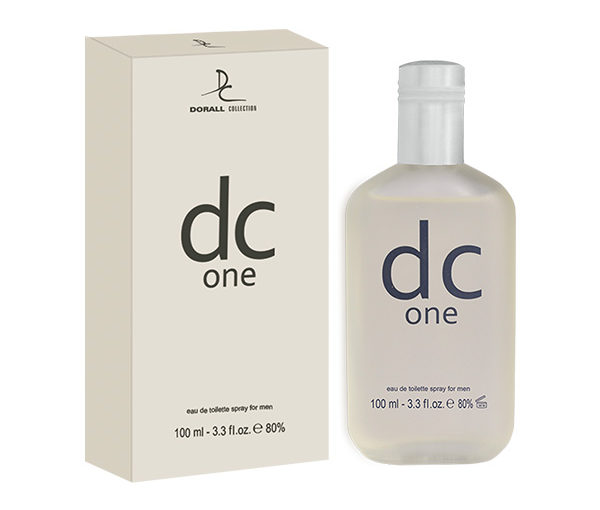 DC
DORALL COLLECTION
dc
one
eau de toilette spray for men
100 ml - 3.3 fl.oz. ℮ 80%
dc
one
eau de toilette spray for men
100 ml - 3.3 fl.oz. ℮ 80%